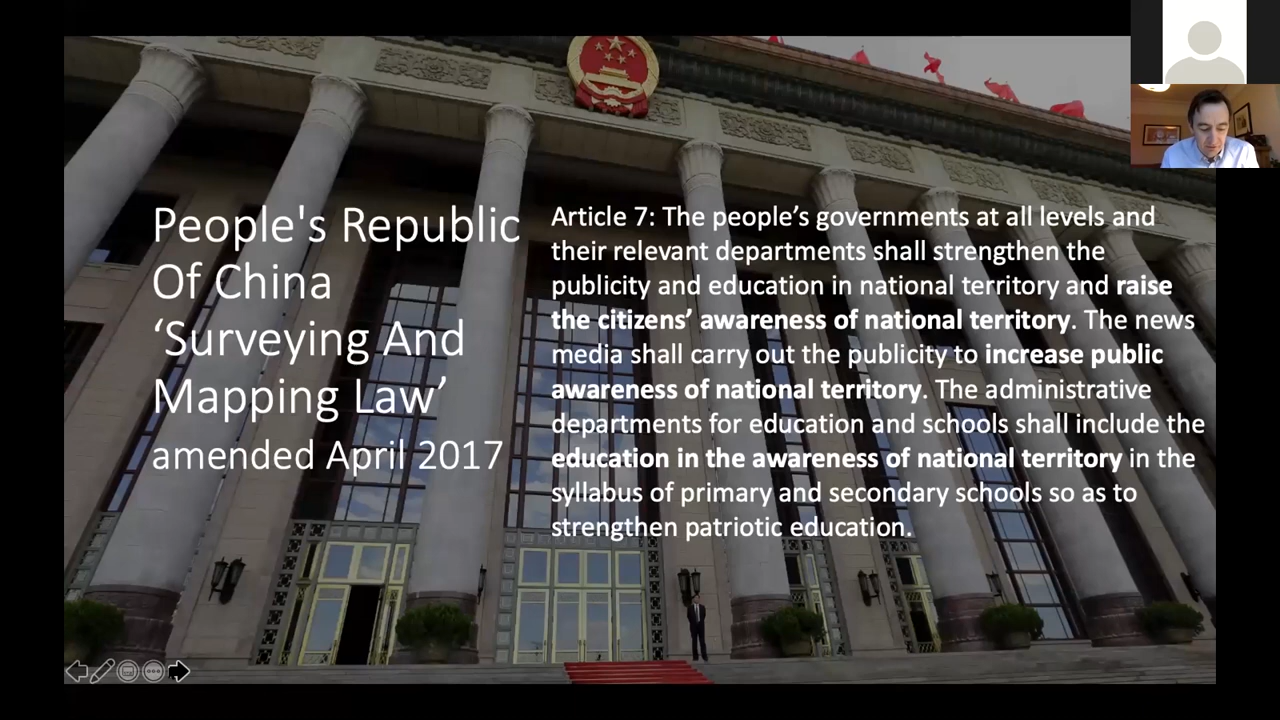 People's Republic
Of China
‘Surveying And
Mapping Law’
amended April 2017
Article 7: The people’s governments at all levels and
their relevant departments shall strengthen the
publicity and education in national territory and raise
the citizens’ awareness of national territory. The news
media shall carry out the publicity to increase public
awareness of national territory. The administrative
departments for education and schools shall include the
education in the awareness of national territory in the
syllabus of primary and secondary schools so as to
strengthen patriotic education.